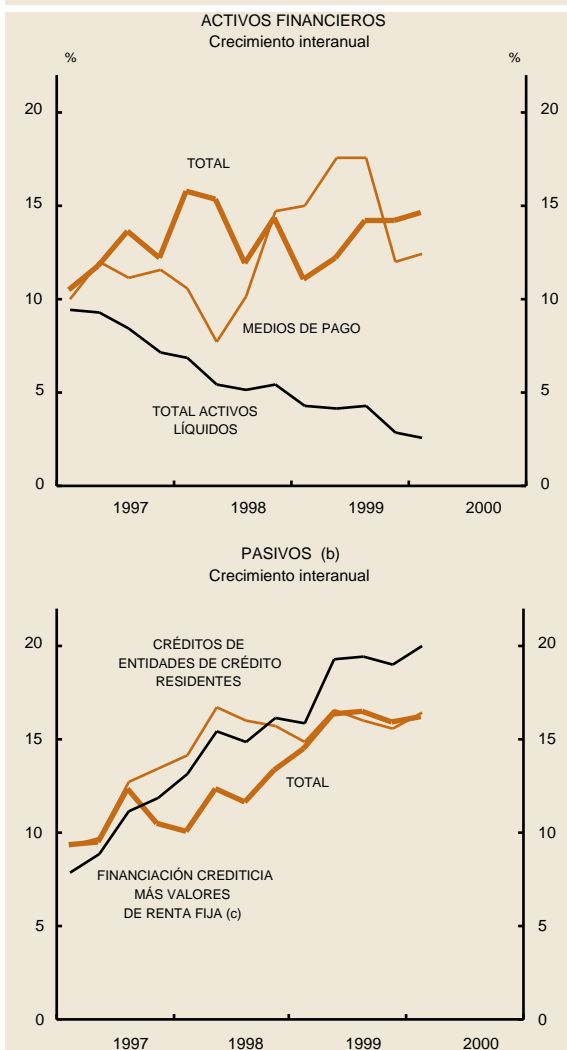 ACTIVOS FINANCIEROS
Crecimiento interanual
% %
20 20
TOTAL
15 15
10 10
MEDIOS DE PAGO
5 5
TOTAL ACTIVOS
LÍQUIDOS
0 0
1997 1998 1999 2000
PASIVOS (b)
Crecimiento interanual
20 20
CRÉDITOS DE
ENTIDADES DE CRÉDITO
RESIDENTES
15 15
TOTAL
10 10
FINANCIACIÓN CREDITICIA
MÁS VALORES
DE RENTA FIJA (c)
5 5
0 0
1997 1998 1999 2000